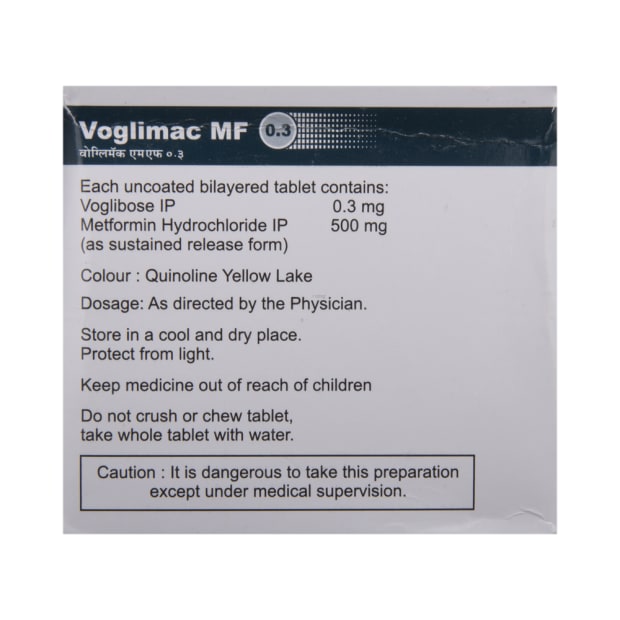 Voglimac MF 0.3
वोग्लिमॅक एमएफ ०.३
Each uncoated bilayered tablet contains:
Voglibose IP 0.3 mg
Metformin Hydrochloride IP 500 mg
(as sustained release form)
Colour : Quinoline Yellow Lake
Dosage: As directed by the Physician.
Store in a cool and dry place.
Protect from light.
Keep medicine out of reach of children
Do not crush or chew tablet,
take whole tablet with water.
Caution : It is dangerous to take this preparation
except under medical supervision.